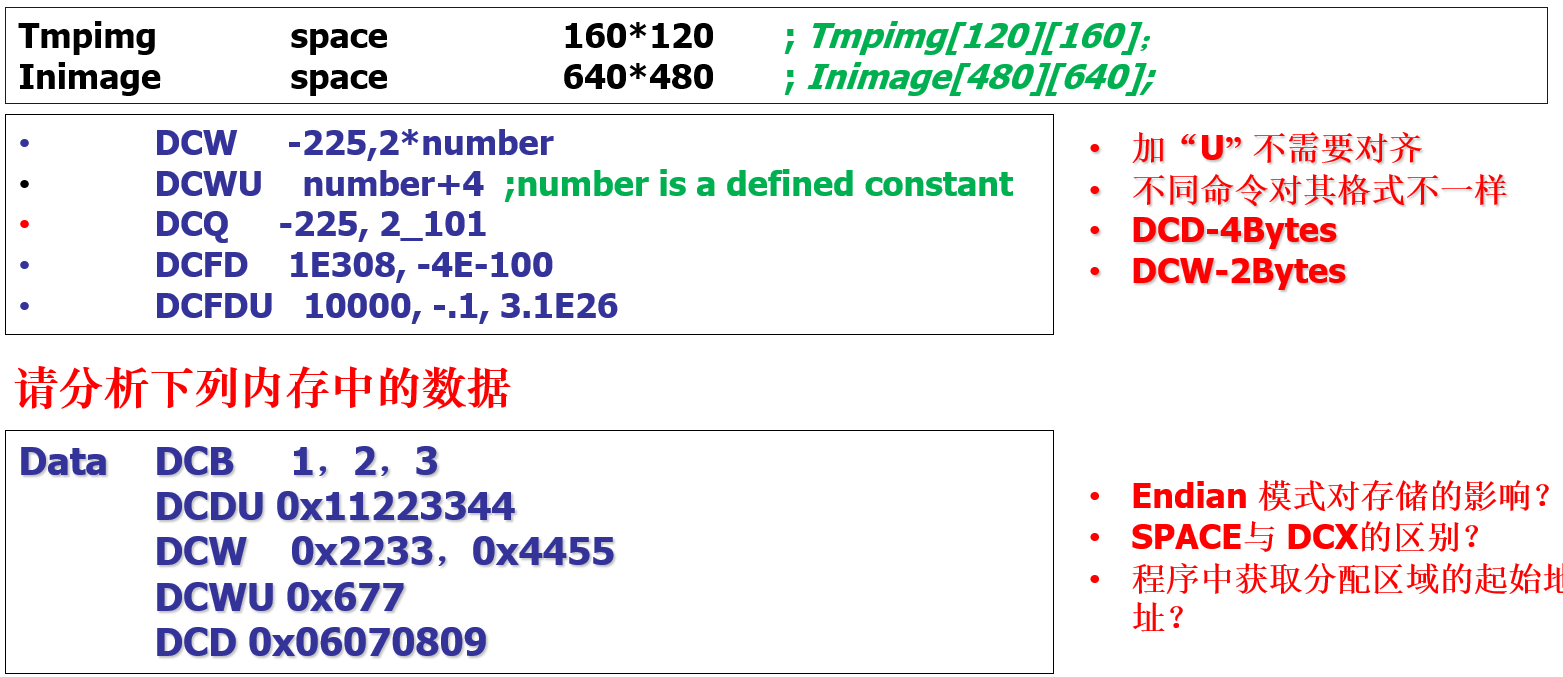 Tmpimg space 160*120 ; Tmpimg[120][160];
Inimage space 640*480 ; Inimage[480][640];
• DCW -225,2*number
• DCWU number+4 ;number is a defined constant
• DCQ -225, 2_101
• DCFD 1E308, -4E-100
• DCFDU 10000, -.1, 3.1E26
• 加“U” 不需要对齐
• 不同命令对其格式不一样
• DCD-4Bytes
• DCW-2Bytes
请分析下列内存中的数据
Data DCB 1，2，3
DCDU 0x11223344
DCW 0x2233，0x4455
DCWU 0x677
DCD 0x06070809
• Endian 模式对存储的影响?
• SPACE与 DCX的区别?
• 程序中获取分配区域的起始地
址?